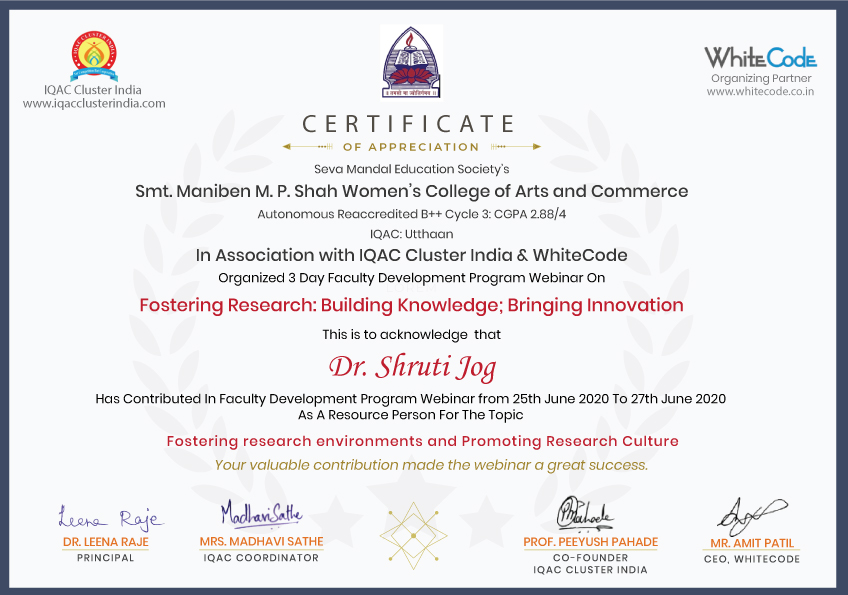 IQAC CLUSTER INDIA
IQAC Cluster India
www.iqacclusterindia.com
तमसो मा ज्योतिर्गमय
WhiteCode
Organizing Partner
www.whitecode.co.in
CERTIFICATE
OF APPRECIATION
Seva Mandal Education Society's
Smt. Maniben M. P. Shah Women's College of Arts and Commerce
Autonomous Reaccredited B++ Cycle 3: CGPA 2.88/4
IQAC: Utthaan
In Association with IQAC Cluster India & WhiteCode
Organized 3 Day Faculty Development Program Webinar On
Fostering Research: Building Knowledge; Bringing Innovation
This is to acknowledge that
Dr. Shruti Jog
Has Contributed In Faculty Development Program Webinar from 25th June 2020 To 27th June 2020
As A Resource Person For The Topic
Fostering research environments and Promoting Research Culture
Your valuable contribution made the webinar a great success.
Leena Raje
MadhaviSathe
DR. LEENA RAJE
MRS. MADHAVI SATHE
PROF. PEEYUSH PAHADE
MR. AMIT PATIL
PRINCIPAL
IQAC COORDINATOR
CO-FOUNDER
IQAC CLUSTER INDIA
CEO, WHITECODE